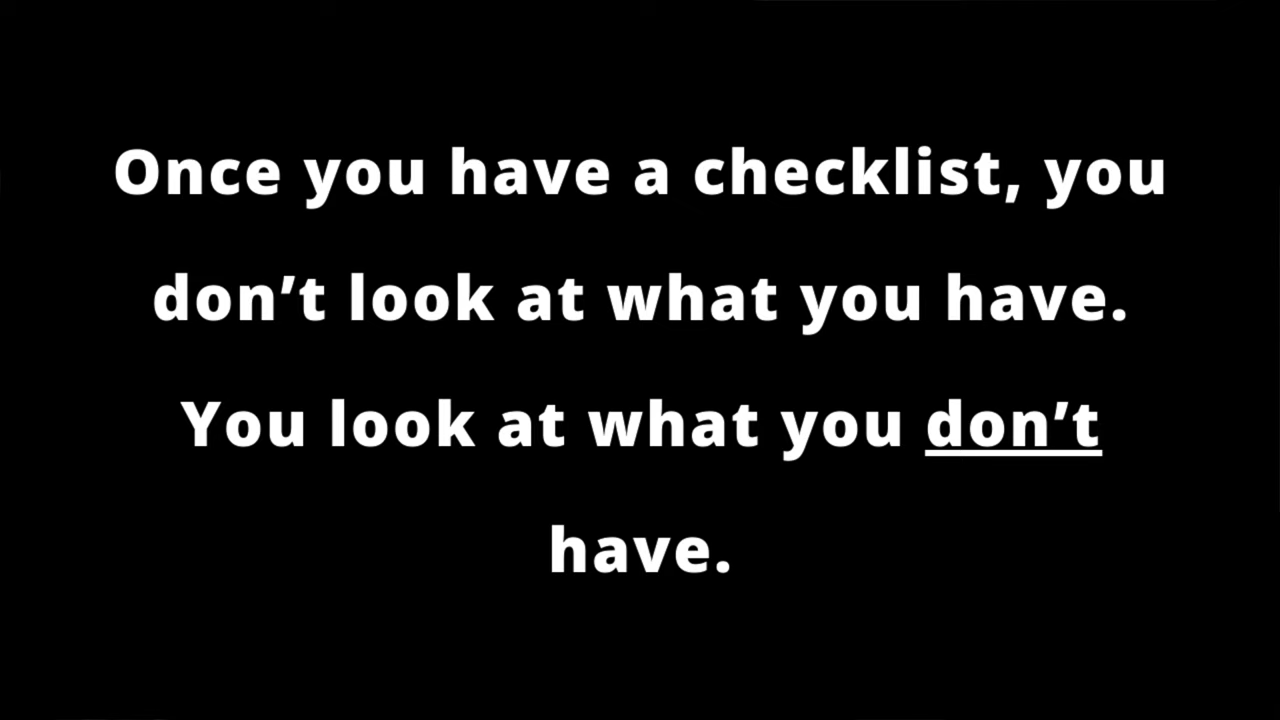 Once you have a checklist, you
don’t look at what you have.
You look at what you don’t
have.